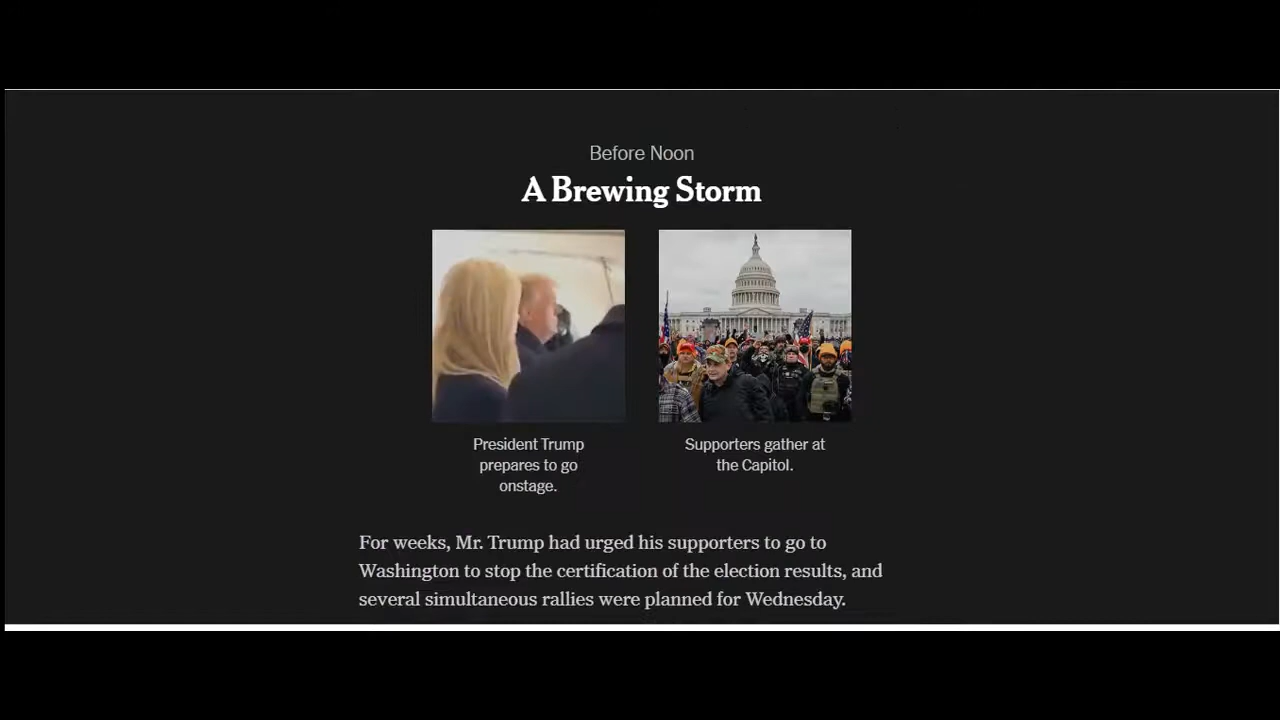 Before Noon
A Brewing Storm
President Trump
prepares to go
onstage.
Supporters gather at
the Capitol.
For weeks, Mr. Trump had urged his supporters to go to
Washington to stop the certification of the election results, and
several simultaneous rallies were planned for Wednesday.